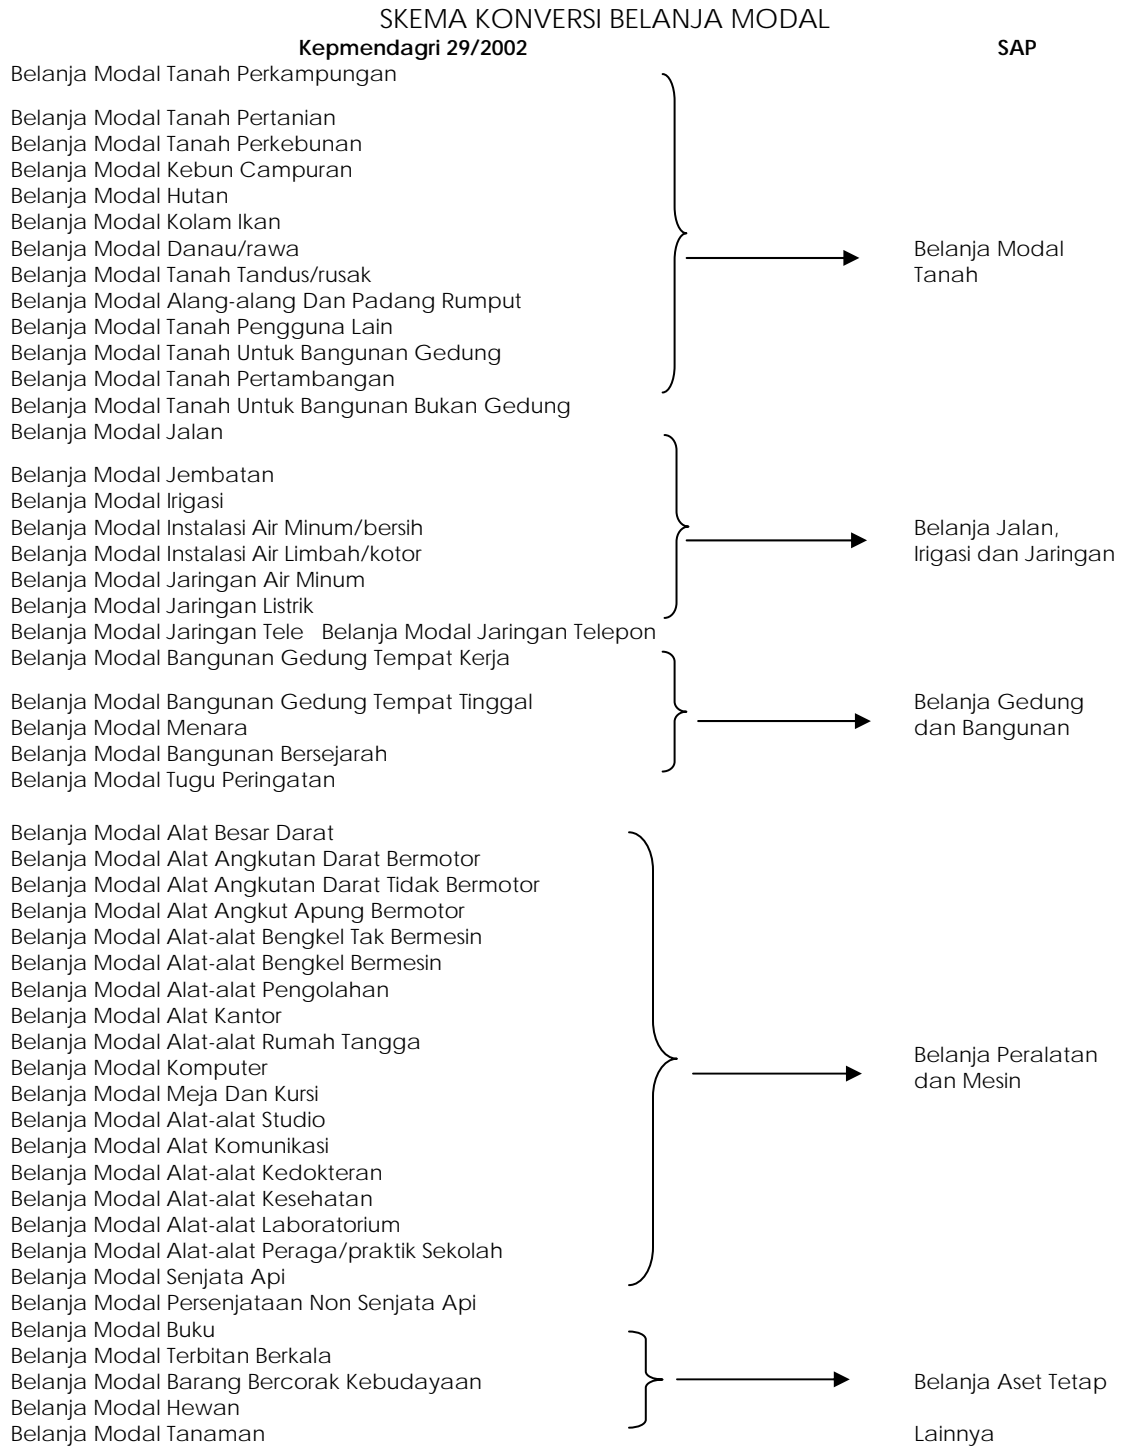 SKEMA KONVERSI BELANJA MODAL
Kepmendagri 29/2002 SAP
Belanja Modal Tanah Perkampungan
Belanja Modal Tanah Pertanian
Belanja Modal Tanah Perkebunan
Belanja Modal Kebun Campuran
Belanja Modal Hutan
Belanja Modal Kolam Ikan
Belanja Modal Danau/rawa Belanja Modal
Belanja Modal Tanah Tandus/rusak Tanah
Belanja Modal Alang-alang Dan Padang Rumput
Belanja Modal Tanah Pengguna Lain
Belanja Modal Tanah Untuk Bangunan Gedung
Belanja Modal Tanah Pertambangan
Belanja Modal Tanah Untuk Bangunan Bukan Gedung
Belanja Modal Jalan
Belanja Modal Jembatan
Belanja Modal Irigasi
Belanja Modal Instalasi Air Minum/bersih Belanja Jalan,
Belanja Modal Instalasi Air Limbah/kotor Irigasi dan Jaringan
Belanja Modal Jaringan Air Minum
Belanja Modal Jaringan Listrik
Belanja Modal Jaringan Tele Belanja Modal Jaringan Telepon
Belanja Modal Bangunan Gedung Tempat Kerja
Belanja Modal Bangunan Gedung Tempat Tinggal Belanja Gedung
Belanja Modal Menara dan Bangunan
Belanja Modal Bangunan Bersejarah
Belanja Modal Tugu Peringatan
Belanja Modal Alat Besar Darat
Belanja Modal Alat Angkutan Darat Bermotor
Belanja Modal Alat Angkutan Darat Tidak Bermotor
Belanja Modal Alat Angkut Apung Bermotor
Belanja Modal Alat-alat Bengkel Tak Bermesin
Belanja Modal Alat-alat Bengkel Bermesin
Belanja Modal Alat-alat Pengolahan
Belanja Modal Alat Kantor
Belanja Modal Alat-alat Rumah Tangga
Belanja Modal Komputer Belanja Peralatan
Belanja Modal Meja Dan Kursi dan Mesin
Belanja Modal Alat-alat Studio
Belanja Modal Alat Komunikasi
Belanja Modal Alat-alat Kedokteran
Belanja Modal Alat-alat Kesehatan
Belanja Modal Alat-alat Laboratorium
Belanja Modal Alat-alat Peraga/praktik Sekolah
Belanja Modal Senjata Api
Belanja Modal Persenjataan Non Senjata Api
Belanja Modal Buku
Belanja Modal Terbitan Berkala
Belanja Modal Barang Bercorak Kebudayaan Belanja Aset Tetap
Belanja Modal Hewan
Belanja Modal Tanaman Lainnya